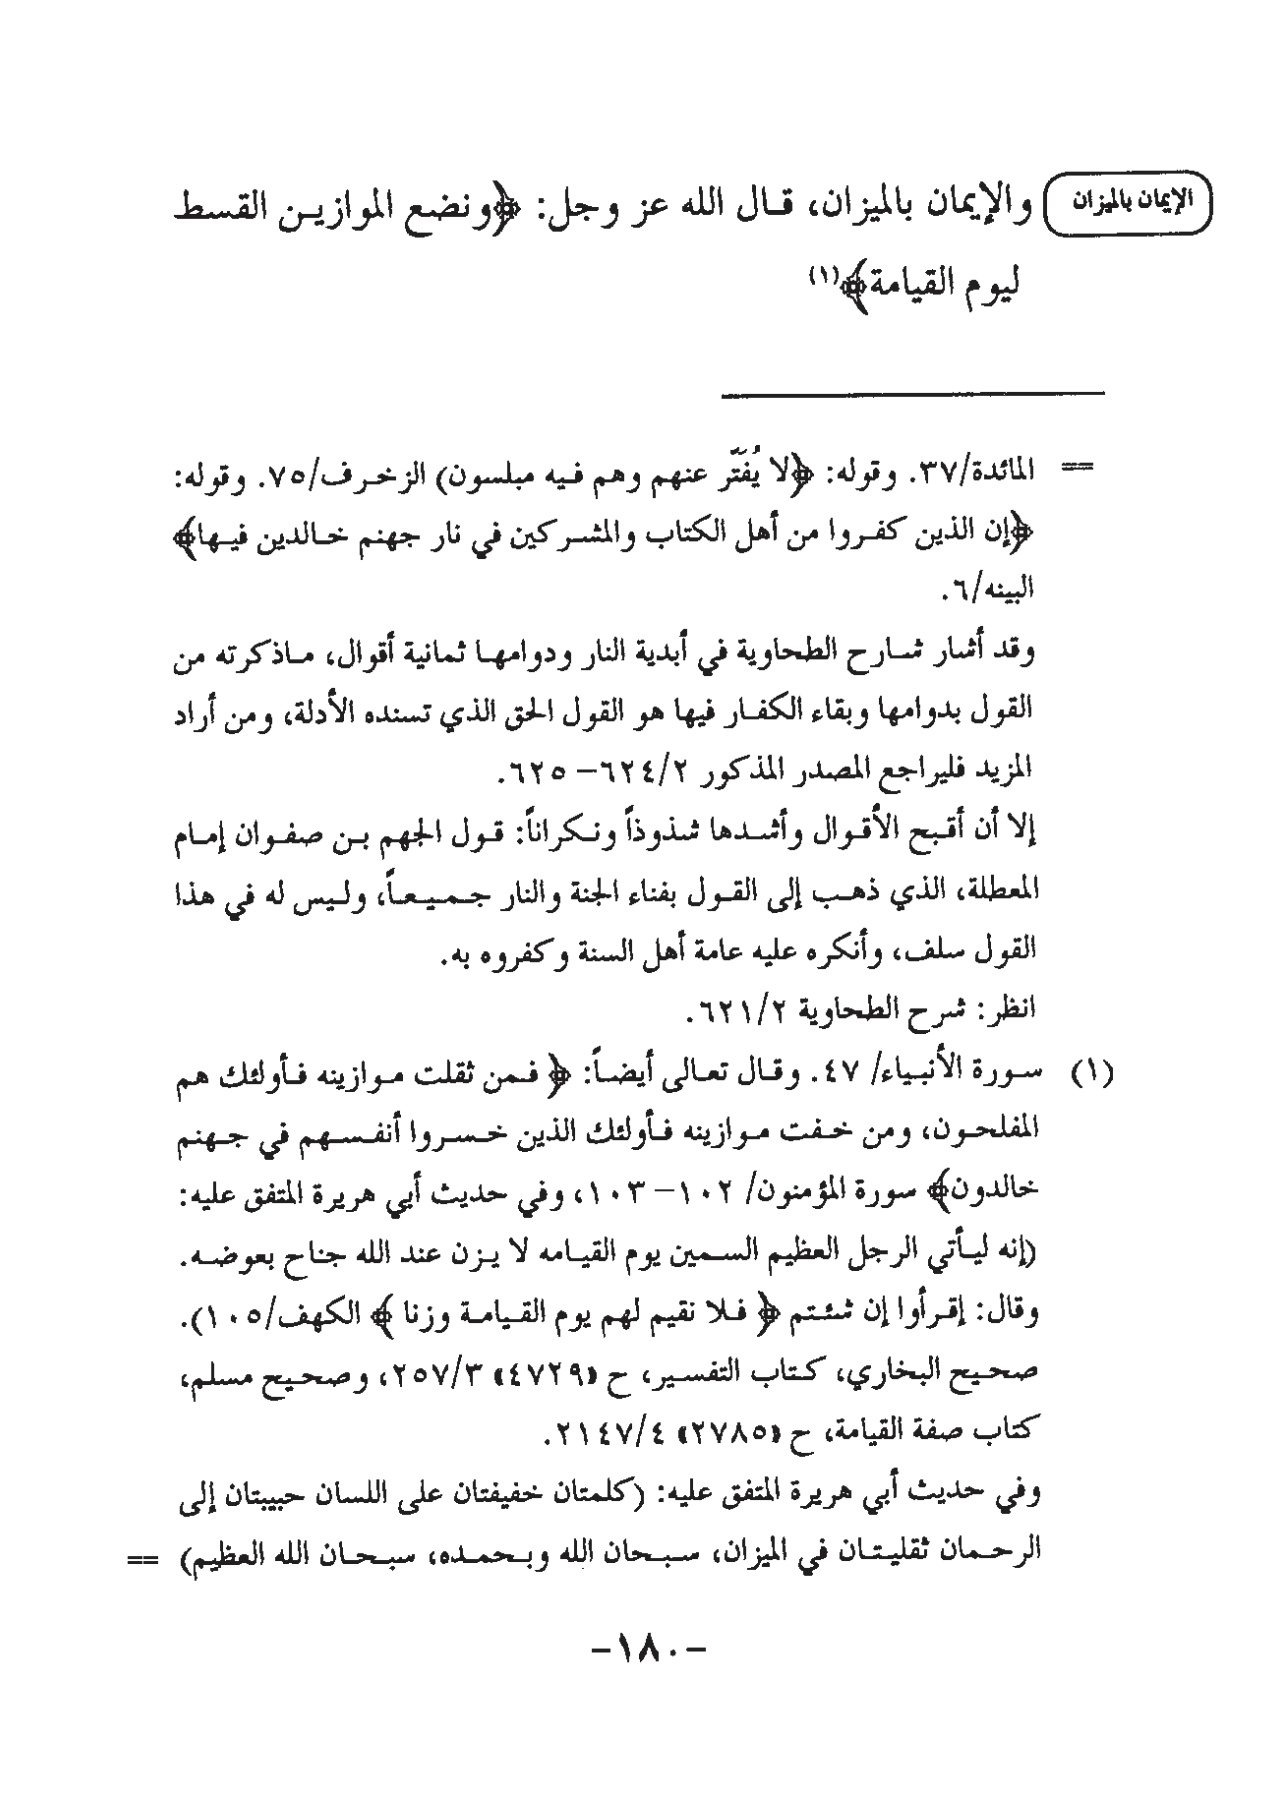 الإيمان بالميزان
والإيمان بالميزان، قال الله عز وجل: ﴿ونضع الموازين القسط
ليوم القيامة﴾(١)
== المائدة/٣٧. وقوله: ﴿لا يُفَتَّر عنهم وهم فيه مبلسون) الزخرف/٧٥. وقوله:
﴿إن الذين كفروا من أهل الكتاب والمشركين في نار جهنم خالدين فيها﴾
البينه/٦.
وقد أشار شارح الطحاوية في أبدية النار ودوامها ثمانية أقوال، ماذكرته من
القول بدوامها وبقاء الكفار فيها هو القول الحق الذي تسنده الأدلة، ومن أراد
المزيد فليراجع المصدر المذكور ٢/ ٦٢٤– ٦٢٥.
إلا أن أقبح الأقوال وأشدها شذوذاً ونكراناً: قول الجهم بن صفوان إمام
المعطلة، الذي ذهب إلى القول بفناء الجنة والنار جميعاً، وليس له في هذا
القول سلف، وأنكره عليه عامة أهل السنة وكفروه به.
انظر: شرح الطحاوية ٢/ ٦٢١.
(١) سورة الأنبياء/ ٤٧. وقال تعالى أيضاً: ﴿ فمن ثقلت موازينه فأولئك هم
المفلحون، ومن خفت موازينه فأولئك الذين خسروا أنفسهم في جهنم
خالدون﴾ سورة المؤمنون/ ١٠٢– ١٠٣، وفي حديث أبي هريرة المتفق عليه:
(إنه ليأتي الرجل العظيم السمين يوم القيامه لا يزن عند الله جناح بعوضه.
وقال: إقرأوا إن شئتم ﴿ فلا نقيم لهم يوم القيامة وزنا ﴾ الكهف/١٠٥).
صحيح البخاري، كتاب التفسير، ح «٤٧٢٩» ٣/ ٢٥٧، وصحيح مسلم،
كتاب صفة القيامة، ح «٢٧٨٥» ٤/ ٢١٤٧.
وفي حديث أبي هريرة المتفق عليه: (كلمتان خفيفتان على اللسان حبيبتان إلى
الرحمان ثقليتان في الميزان، سبحان الله وبحمده، سبحان الله العظيم) ==
-١٨٠-